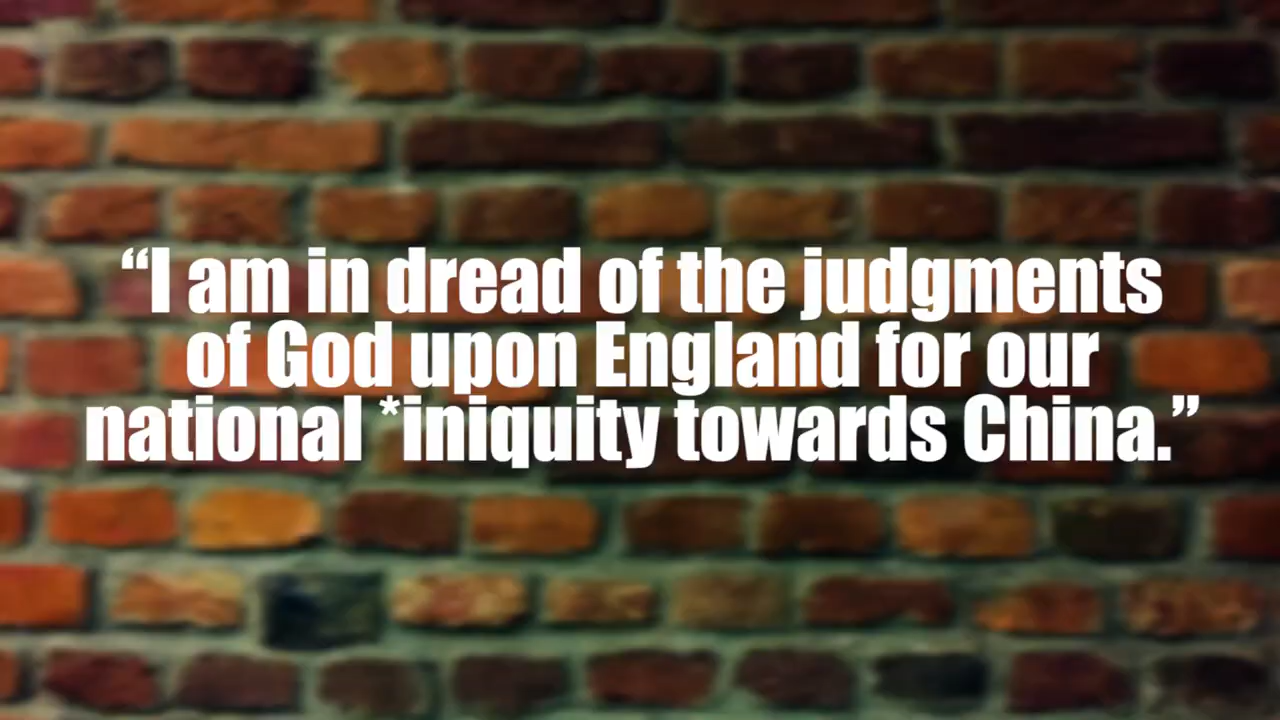 “I am in dread of the judgments
of God upon England for our
national *iniquity towards China.”